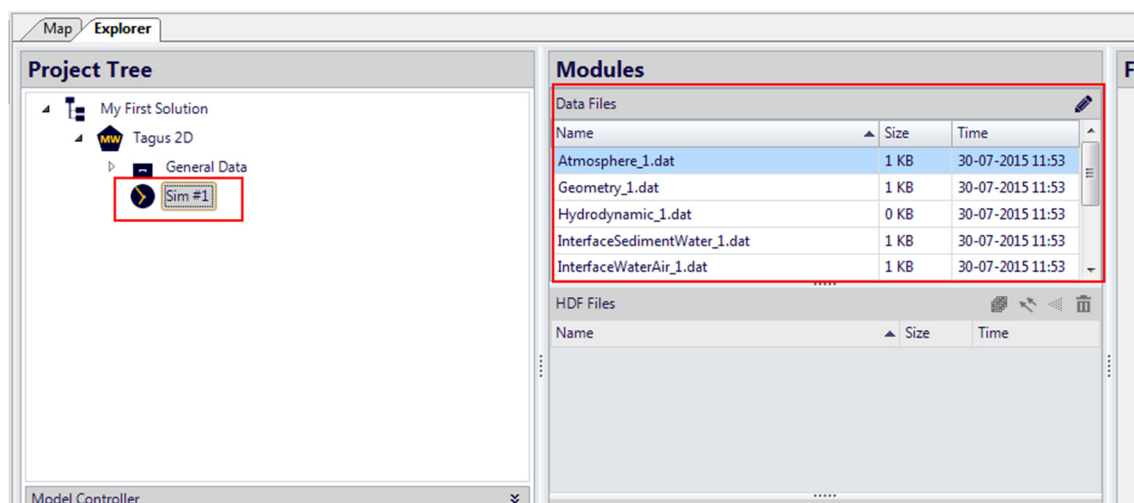 Map Explorer
Project Tree
My First Solution
MW Tagus 2D
General Data
Sim #1
Model Controller
Modules
Data Files
Name Size Time
Atmosphere_1.dat 1 KB 30-07-2015 11:53
Geometry_1.dat 1 KB 30-07-2015 11:53
Hydrodynamic_1.dat 0 KB 30-07-2015 11:53
InterfaceSedimentWater_1.dat 1 KB 30-07-2015 11:53
InterfaceWaterAir_1.dat 1 KB 30-07-2015 11:53
HDF Files
Name Size Time